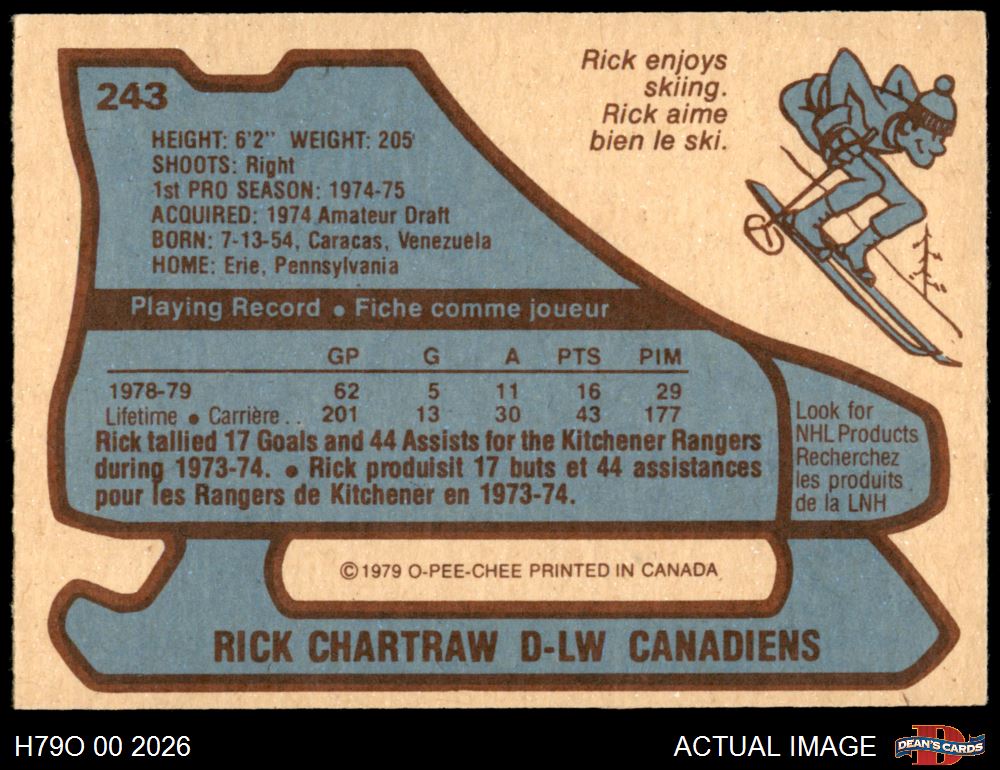 243
Rick enjoys
skiing.
Rick aime
bien le ski.
HEIGHT: 6'2" WEIGHT: 205
SHOOTS: Right
1st PRO SEASON: 1974-75
ACQUIRED: 1974 Amateur Draft
BORN: 7-13-54, Caracas, Venezuela
HOME: Erie, Pennsylvania
Playing Record • Fiche comme joueur
GP G A PTS PIM
1978-79 62 5 11 16 29
Lifetime • Carrière.. 201 13 30 43 177
Rick tallied 17 Goals and 44 Assists for the Kitchener Rangers
during 1973-74. • Rick produisit 17 buts et 44 assistances
pour les Rangers de Kitchener en 1973-74.
Look for
NHL Products
Recherchez
les produits
de la LNH
©1979 O-PEE-CHEE PRINTED IN CANADA
RICK CHARTRAW D-LW CANADIENS
H79O 00 2026
ACTUAL IMAGE
D
DEAN'S CARDS